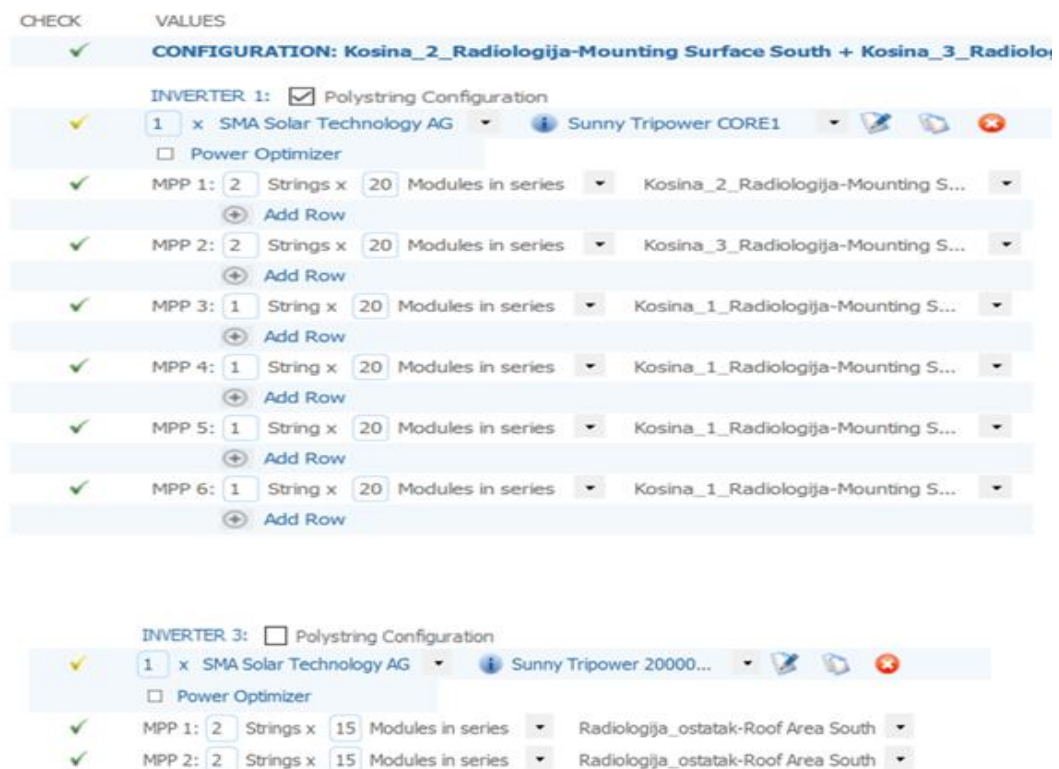 CHECK VALUES
CONFIGURATION: Kosina_2_Radiologija-Mounting Surface South + Kosina_3_Radiolog
INVERTER 1: Polystring Configuration
1 x SMA Solar Technology AG Sunny Tripower CORE1
Power Optimizer
MPP 1: 2 Strings x 20 Modules in series Kosina_2_Radiologija-Mounting S...
Add Row
MPP 2: 2 Strings x 20 Modules in series Kosina_3_Radiologija-Mounting S...
Add Row
MPP 3: 1 String x 20 Modules in series Kosina_1_Radiologija-Mounting S...
Add Row
MPP 4: 1 String x 20 Modules in series Kosina_1_Radiologija-Mounting S...
Add Row
MPP 5: 1 String x 20 Modules in series Kosina_1_Radiologija-Mounting S...
Add Row
MPP 6: 1 String x 20 Modules in series Kosina_1_Radiologija-Mounting S...
Add Row
INVERTER 3: Polystring Configuration
1 x SMA Solar Technology AG Sunny Tripower 20000...
Power Optimizer
MPP 1: 2 Strings x 15 Modules in series Radiologija_ostatak-Roof Area South
MPP 2: 2 Strings x 15 Modules in series Radiologija_ostatak-Roof Area South